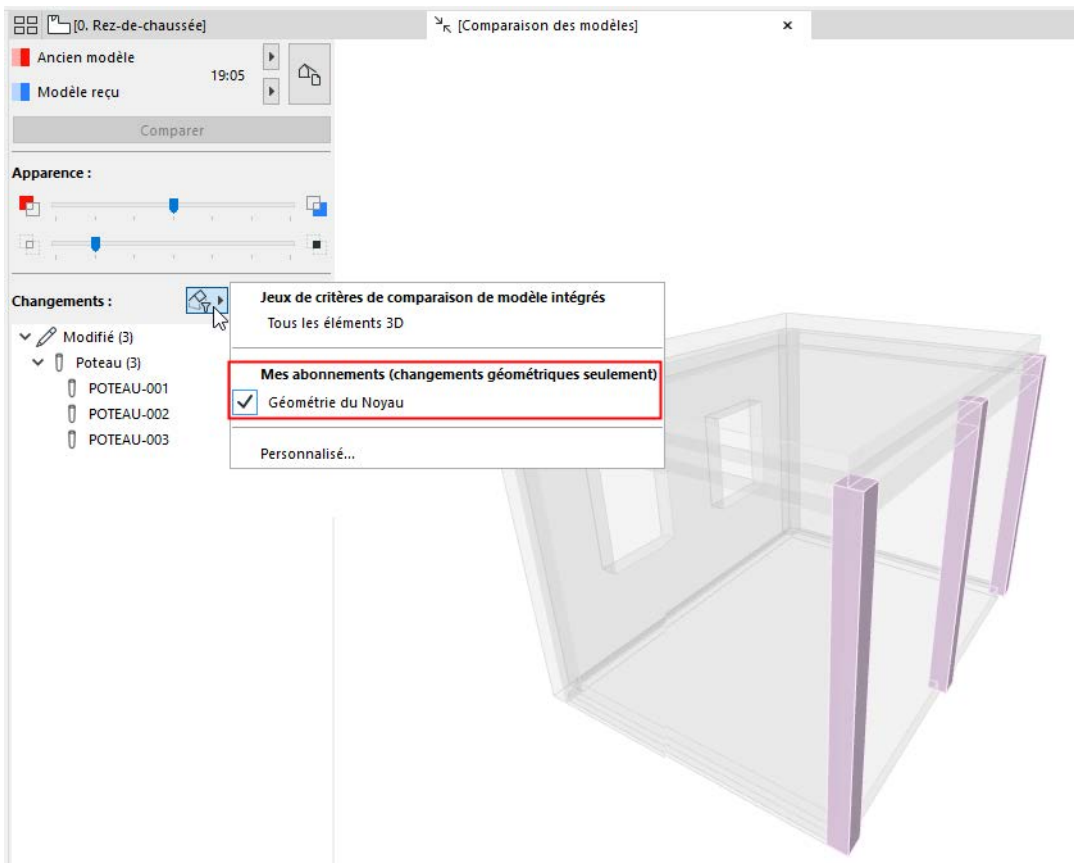 [0. Rez-de-chaussée]
[Comparaison des modèles]
Ancien modèle
19:05
Modèle reçu
Comparer
Apparence :
Changements :
Jeux de critères de comparaison de modèle intégrés
Tous les éléments 3D
Modifié (3)
Poteau (3)
POTEAU-001
POTEAU-002
POTEAU-003
Mes abonnements (changements géométriques seulement)
Géométrie du Noyau
Personnalisé...